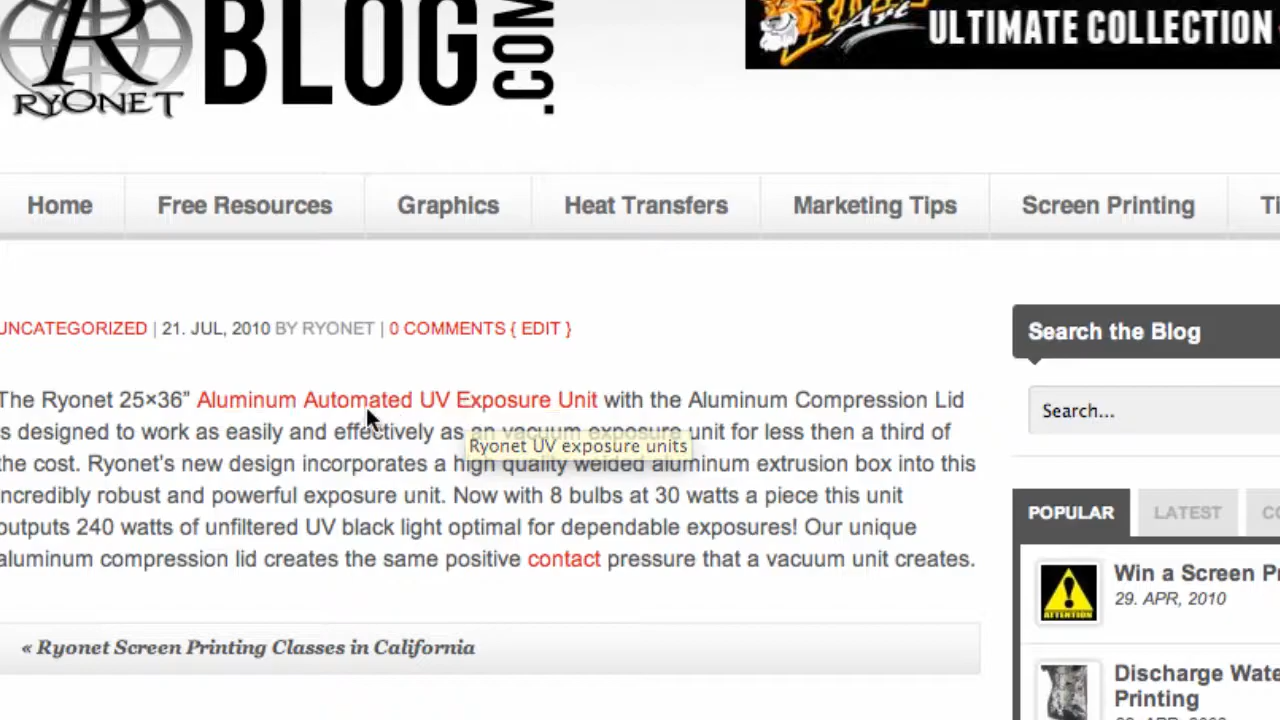 R
RYONET
BLOG
.COM
ULTIMATE COLLECTION
Home
Free Resources
Graphics
Heat Transfers
Marketing Tips
Screen Printing
UNCATEGORIZED | 21. JUL, 2010 BY RYONET | 0 COMMENTS { EDIT }
The Ryonet 25×36” Aluminum Automated UV Exposure Unit with the Aluminum Compression Lid
is designed to work as easily and effectively as an vacuum exposure unit for less then a third of
the cost. Ryonet's new design incorporates a high quality welded aluminum extrusion box into this
incredibly robust and powerful exposure unit. Now with 8 bulbs at 30 watts a piece this unit
outputs 240 watts of unfiltered UV black light optimal for dependable exposures! Our unique
aluminum compression lid creates the same positive contact pressure that a vacuum unit creates.
Ryonet UV exposure units
« Ryonet Screen Printing Classes in California
Search the Blog
Search...
POPULAR
LATEST
Win a Screen
29. APR, 2010
ATTENTION
Discharge
Printing